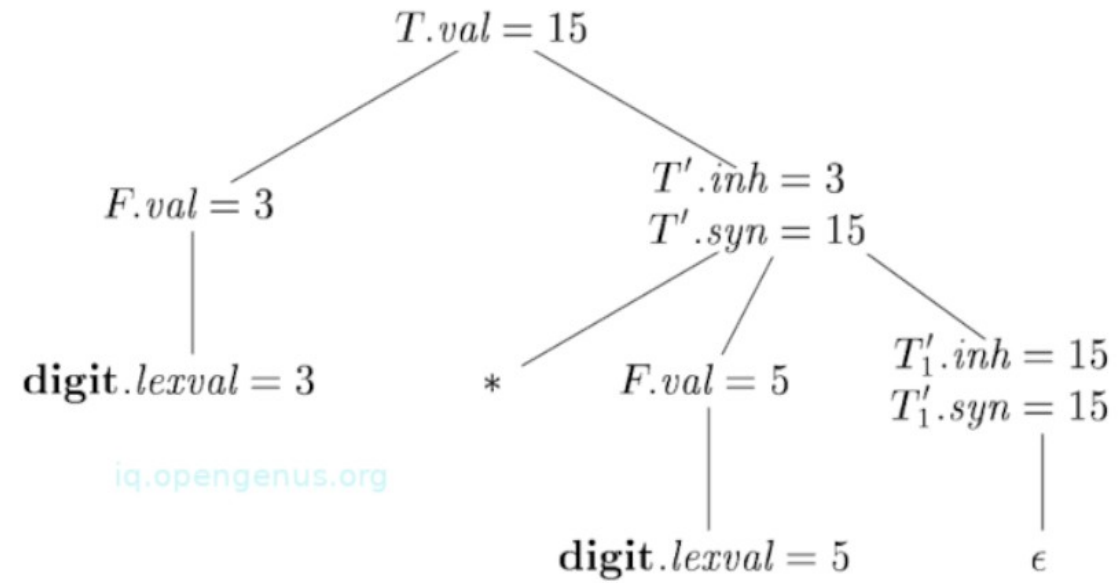 T.val = 15
F.val = 3
T′.inh = 3
T′.syn = 15
digit.lexval = 3
*
F.val = 5
T′₁.inh = 15
T′₁.syn = 15
iq.opengenus.org
digit.lexval = 5
ϵ